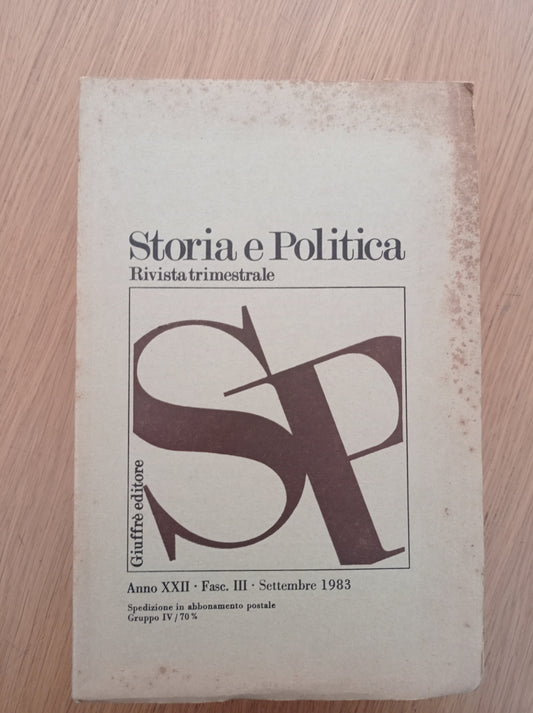 Storia e Politica
Rivista trimestrale
SP
Giuffrè editore
Anno XXII · Fasc. III · Settembre 1983
Spedizione in abbonamento postale
Gruppo IV / 70 %